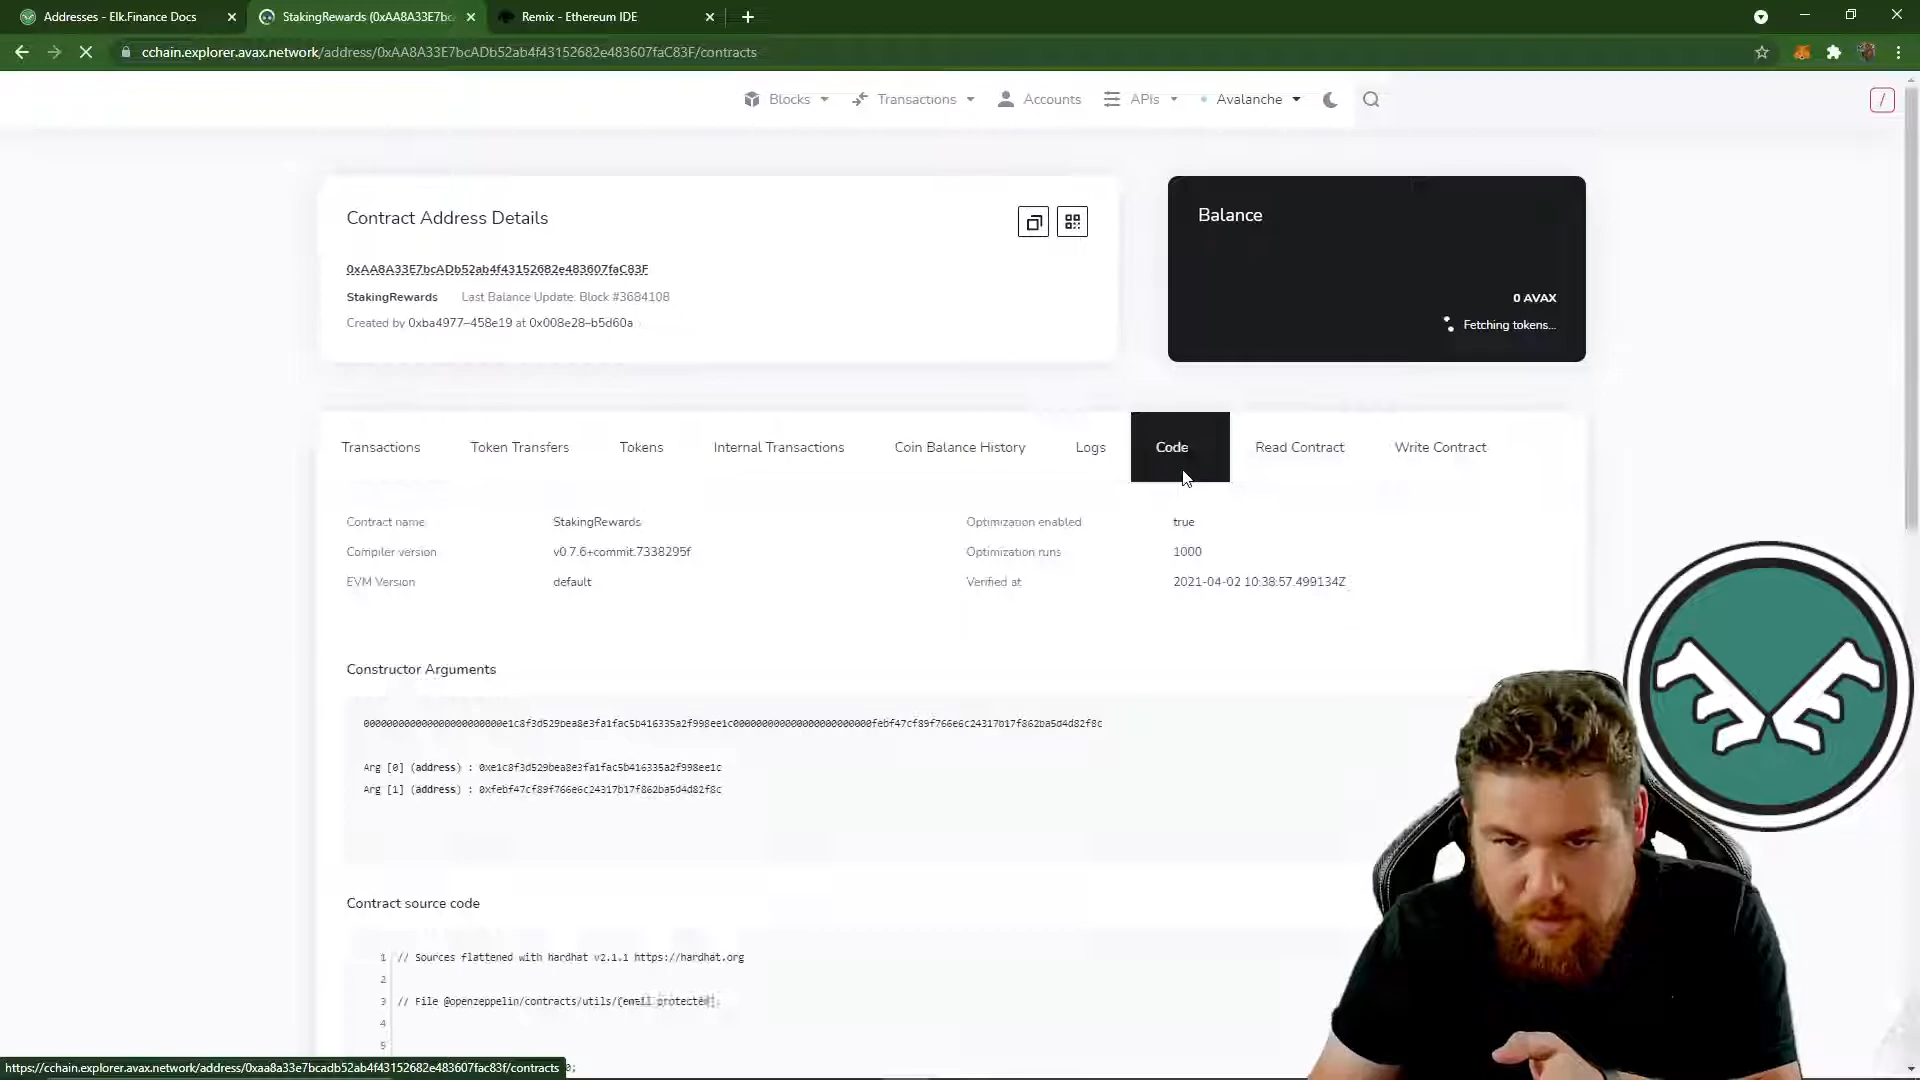 Addresses - Elk.Finance Docs
StakingRewards (0xAA8A33E7bc
Remix - Ethereum IDE
cchain.explorer.avax.network/address/0xAA8A33E7bcADb52ab4f43152682e483607faC83F/contracts
Blocks
Transactions
Accounts
APIs
Avalanche
/
Contract Address Details
0xAA8A33E7bcADb52ab4f43152682e483607faC83F
StakingRewards Last Balance Update: Block #3684108
Created by 0xba4977–458e19 at 0x008e28–b5d60a
Balance
0 AVAX
Fetching tokens...
Transactions Token Transfers Tokens Internal Transactions Coin Balance History Logs Code Read Contract Write Contract
Contract name StakingRewards Optimization enabled true
Compiler version v0.7.6+commit.7338295f Optimization runs 1000
EVM Version default Verified at 2021-04-02 10:38:57.499134Z
Constructor Arguments
000000000000000000000000e1c8f3d529bea8e3fa1fac5b416335a2f998ee1c000000000000000000000000febf47cf89f766e6c24317b17f862ba5d4d82f8c
Arg [0] (address) : 0xe1c8f3d529bea8e3fa1fac5b416335a2f998ee1c
Arg [1] (address) : 0xfebf47cf89f766e6c24317b17f862ba5d4d82f8c
Contract source code
1 // Sources flattened with hardhat v2.1.1 https://hardhat.org
2
3 // File @openzeppelin/contracts/utils/[email protected]
4
5
0;
https://cchain.explorer.avax.network/address/0xaa8a33e7bcadb52ab4f43152682e483607fac83f/contracts